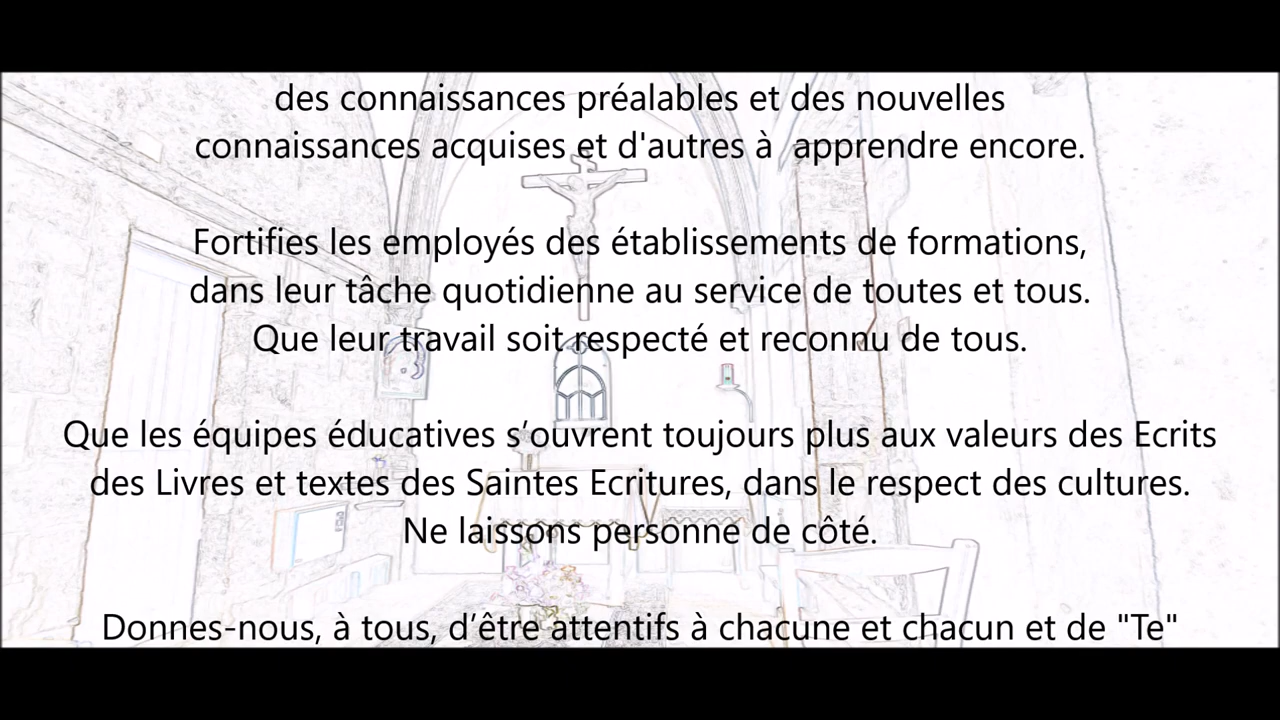 des connaissances préalables et des nouvelles
connaissances acquises et d'autres à  apprendre encore.
Fortifies les employés des établissements de formations,
dans leur tâche quotidienne au service de toutes et tous.
Que leur travail soit respecté et reconnu de tous.
Que les équipes éducatives s’ouvrent toujours plus aux valeurs des Ecrits
des Livres et textes des Saintes Ecritures, dans le respect des cultures.
Ne laissons personne de côté.
Donnes-nous, à tous, d’être attentifs à chacune et chacun et de "Te"